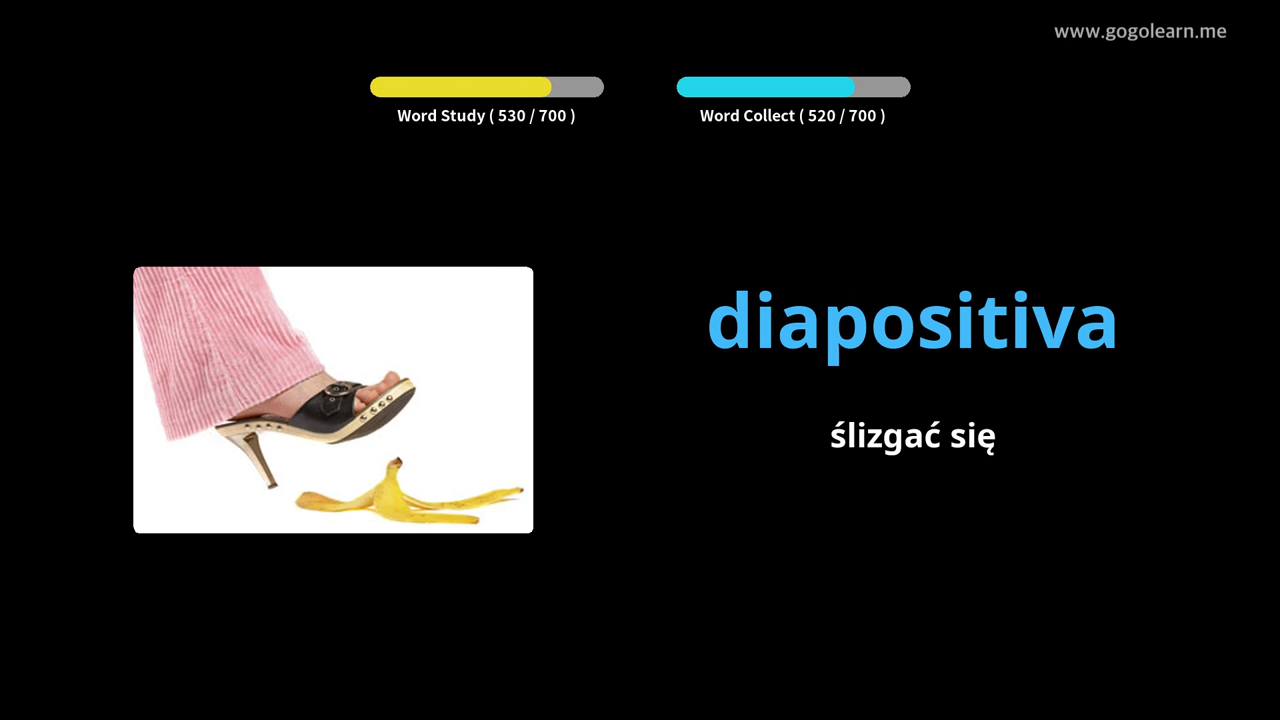 www.gogolearn.me
Word Study ( 530 / 700 )
Word Collect ( 520 / 700 )
diapositiva
ślizgać się